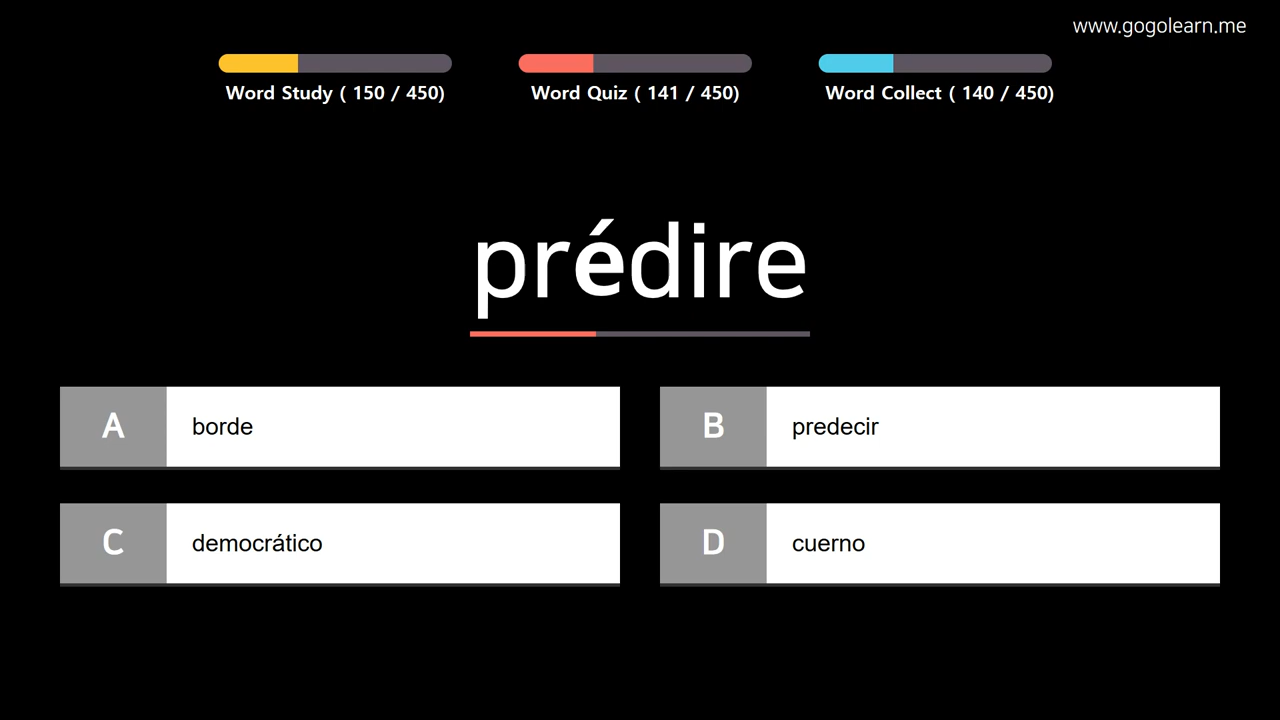 www.gogolearn.me
Word Study ( 150 / 450)
Word Quiz ( 141 / 450)
Word Collect ( 140 / 450)
prédire
A borde
B predecir
C democrático
D cuerno